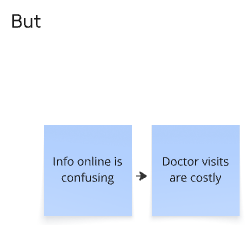 But
Info online is
confusing
Doctor visits
are costly